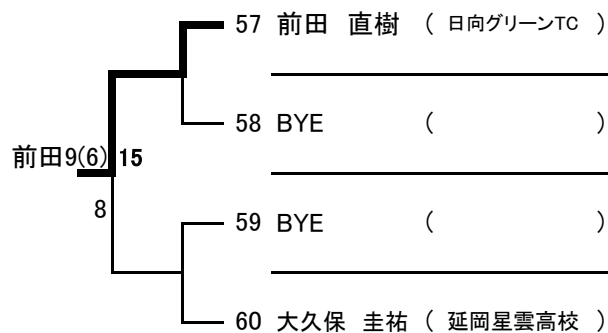 57 前田 直樹 ( 日向グリーンTC )
58 BYE ( )
前田9(6) 15
8
59 BYE ( )
60 大久保 圭祐 ( 延岡星雲高校 )